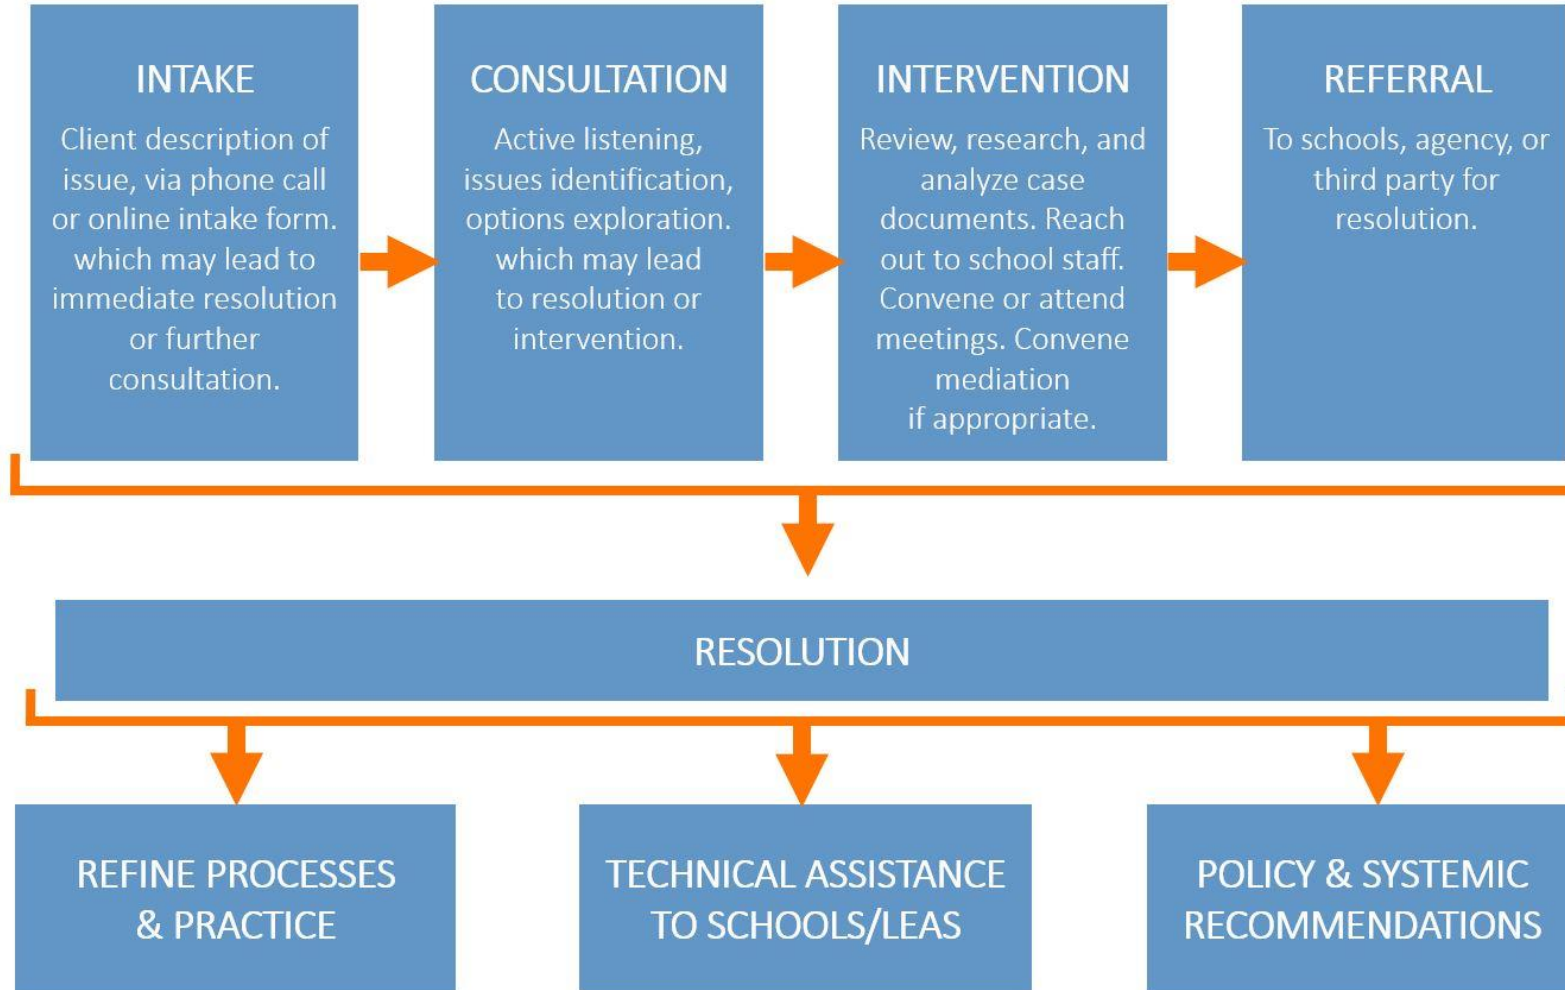 INTAKE
Client description of
issue, via phone call
or online intake form.
which may lead to
immediate resolution
or further
consultation.
CONSULTATION
Active listening,
issues identification,
options exploration.
which may lead
to resolution or
intervention.
INTERVENTION
Review, research, and
analyze case
documents. Reach
out to school staff.
Convene or attend
meetings. Convene
mediation
if appropriate.
REFERRAL
To schools, agency, or
third party for
resolution.
RESOLUTION
REFINE PROCESSES
& PRACTICE
TECHNICAL ASSISTANCE
TO SCHOOLS/LEAS
POLICY & SYSTEMIC
RECOMMENDATIONS